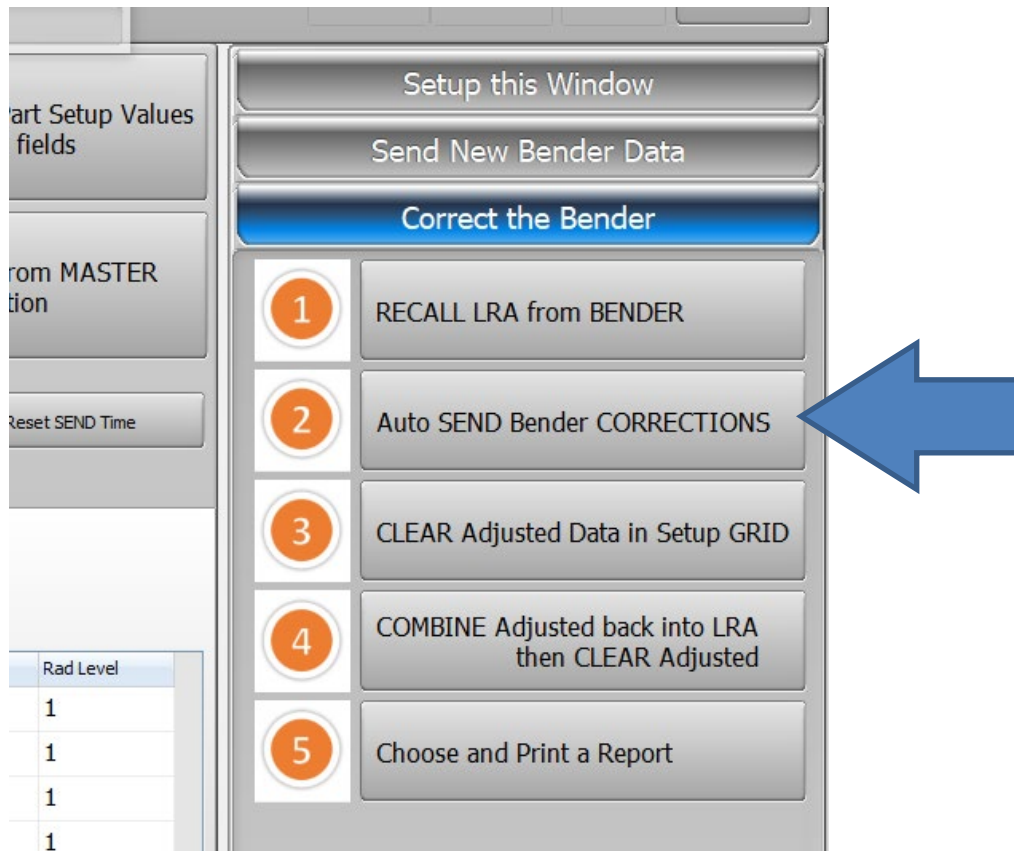 art Setup Values
fields
rom MASTER
tion
Reset SEND Time
Setup this Window
Send New Bender Data
Correct the Bender
1
RECALL LRA from BENDER
2
Auto SEND Bender CORRECTIONS
3
CLEAR Adjusted Data in Setup GRID
4
COMBINE Adjusted back into LRA
then CLEAR Adjusted
5
Choose and Print a Report
Rad Level
1
1
1
1